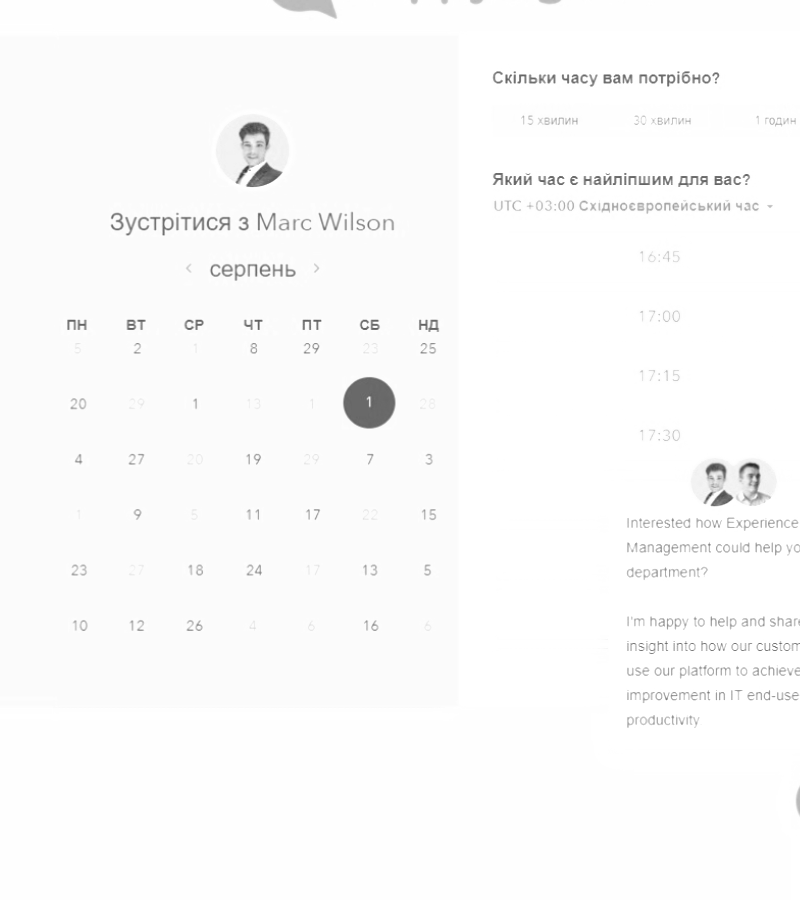 Скільки часу вам потрібно?
15 хвилин 30 хвилин 1 годин
Який час є найліпшим для вас?
UTC +03:00 Східноєвропейський час
Зустрітися з Marc Wilson
< серпень >
ПН ВТ СР ЧТ ПТ СБ НД
5 2 1 8 29 23 25
20 29 1 13 1 1 28
4 27 20 19 29 7 3
1 9 5 11 17 22 15
23 27 18 24 17 13 5
10 12 26 4 6 16 6
16:45
17:00
17:15
17:30
Interested how Experience
Management could help yo
department?
I'm happy to help and share
insight into how our custom
use our platform to achieve
improvement in IT end-use
productivity